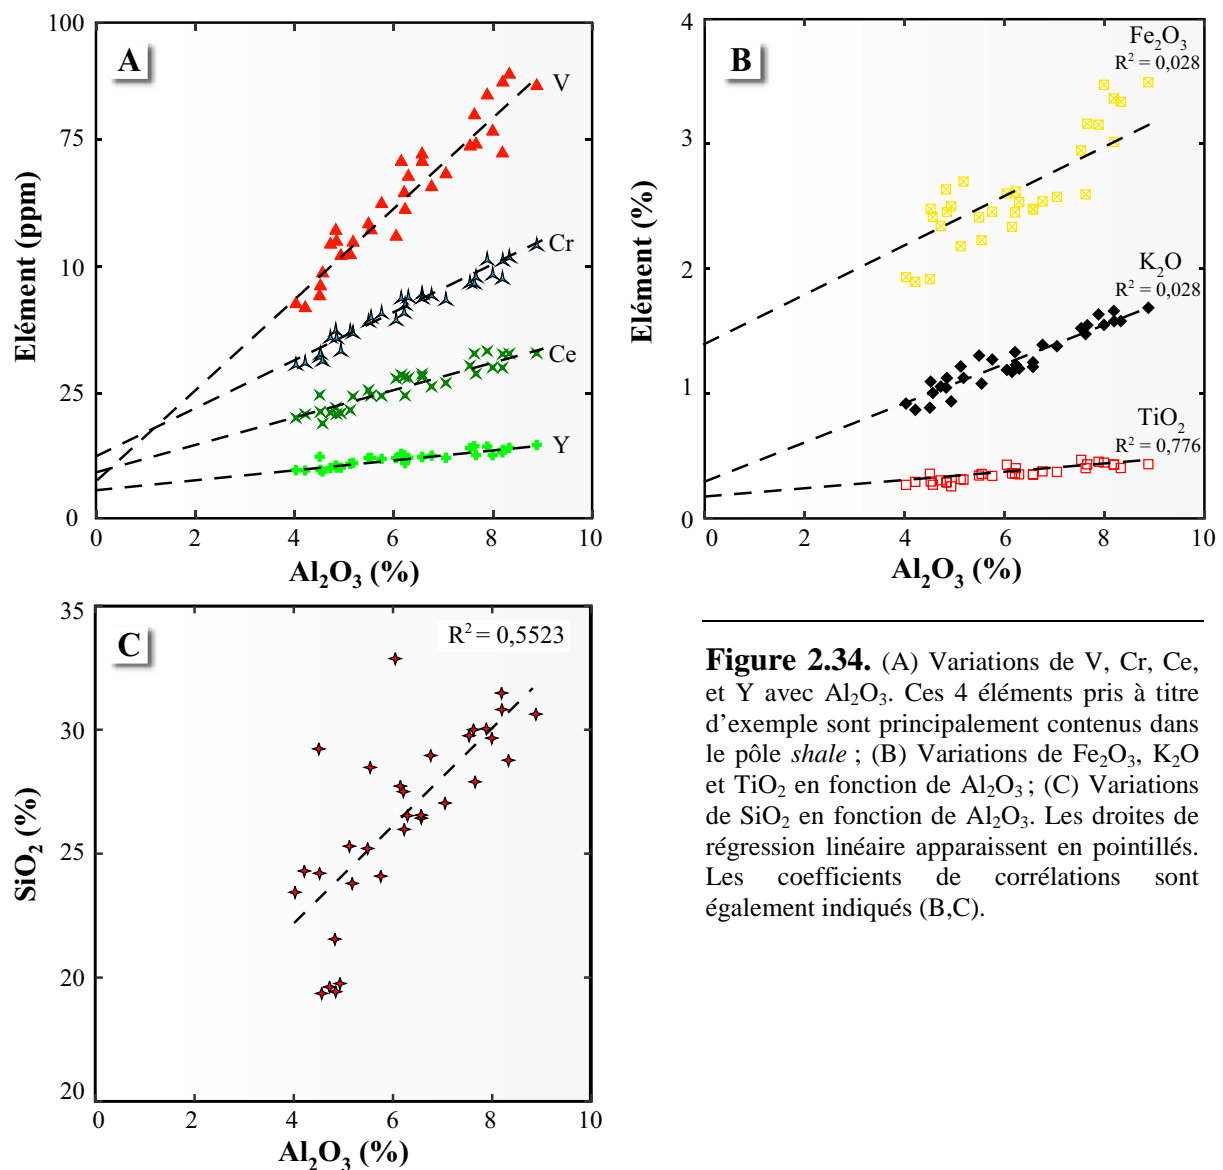 A
Elément (ppm)
100
75
10
25
0
V
Cr
Ce
Y
0 2 4 6 8 10
Al₂O₃ (%)
B
Elément (%)
4
3
2
1
0
Fe₂O₃
R² = 0,028
K₂O
R² = 0,028
TiO₂
R² = 0,776
0 2 4 6 8 10
Al₂O₃ (%)
C
R² = 0,5523
SiO₂ (%)
35
30
25
20
20
0 2 4 6 8 10
Al₂O₃ (%)
Figure 2.34. (A) Variations de V, Cr, Ce,
et Y avec Al₂O₃. Ces 4 éléments pris à titre
d’exemple sont principalement contenus dans
le pôle shale ; (B) Variations de Fe₂O₃, K₂O
et TiO₂ en fonction de Al₂O₃ ; (C) Variations
de SiO₂ en fonction de Al₂O₃. Les droites de
régression linéaire apparaissent en pointillés.
Les coefficients de corrélations sont
également indiqués (B,C).